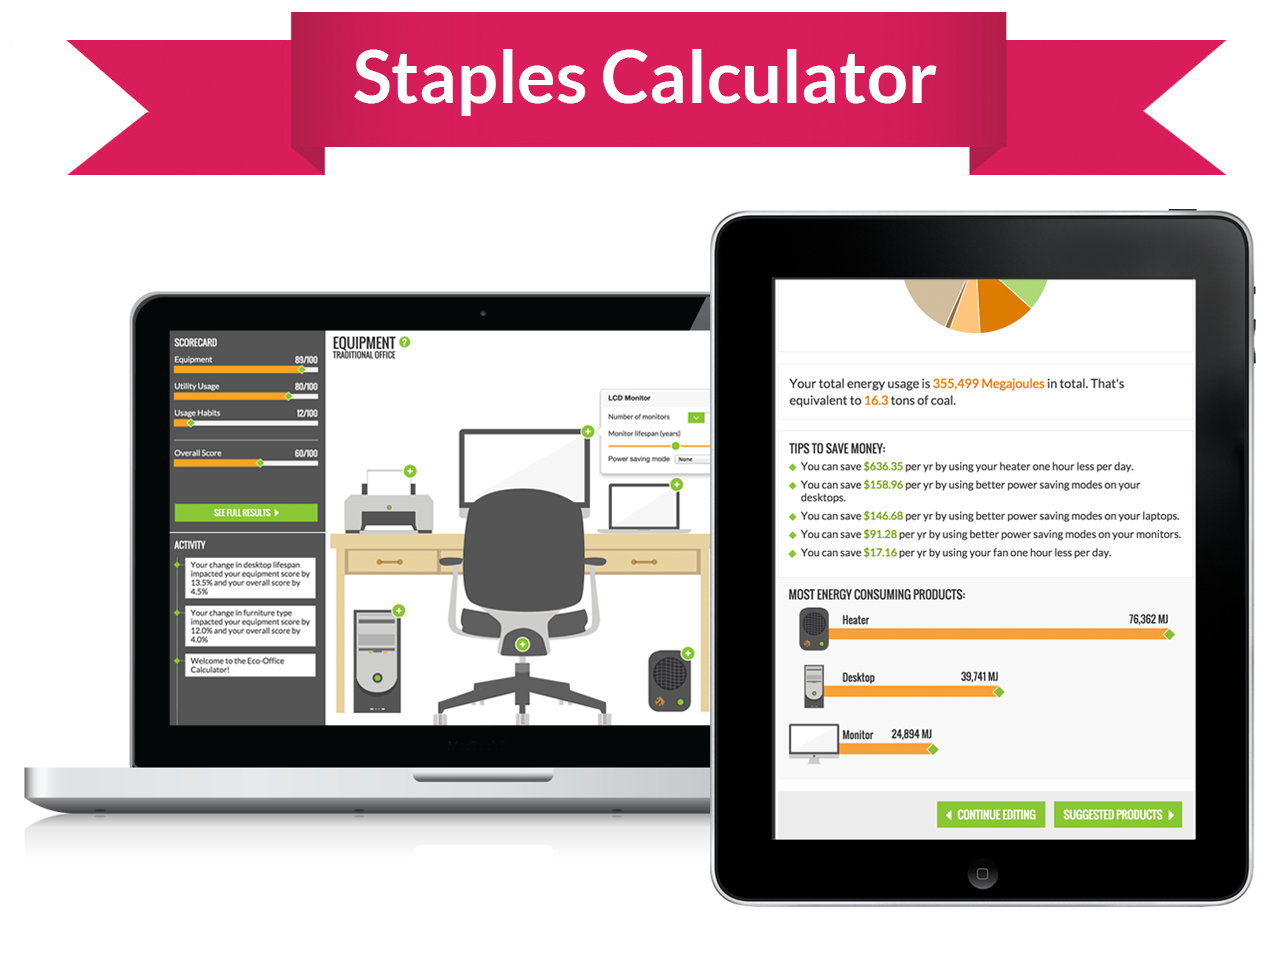 Staples Calculator
SCORECARD
Equipment 89/100
Utility Usage 80/100
Usage Habits 12/100
Overall Score 60/100
SEE FULL RESULTS
ACTIVITY
Your change in desktop lifespan
impacted your equipment score by
13.5% and your overall score by
4.5%
Your change in furniture type
impacted your equipment score by
12.0% and your overall score by
4.0%
Welcome to the Eco-Office
Calculator!
EQUIPMENT ?
TRADITIONAL OFFICE
LCD Monitor
Number of monitors
Monitor lifespan (years)
Power saving mode None
Your total energy usage is 355,499 Megajoules in total. That's
equivalent to 16.3 tons of coal.
TIPS TO SAVE MONEY:
You can save $636.35 per yr by using your heater one hour less per day.
You can save $158.96 per yr by using better power saving modes on your
desktops.
You can save $146.68 per yr by using better power saving modes on your laptops.
You can save $91.28 per yr by using better power saving modes on your monitors.
You can save $17.16 per yr by using your fan one hour less per day.
MOST ENERGY CONSUMING PRODUCTS:
Heater 76,362 MJ
Desktop 39,741 MJ
Monitor 24,894 MJ
CONTINUE EDITING
SUGGESTED PRODUCTS